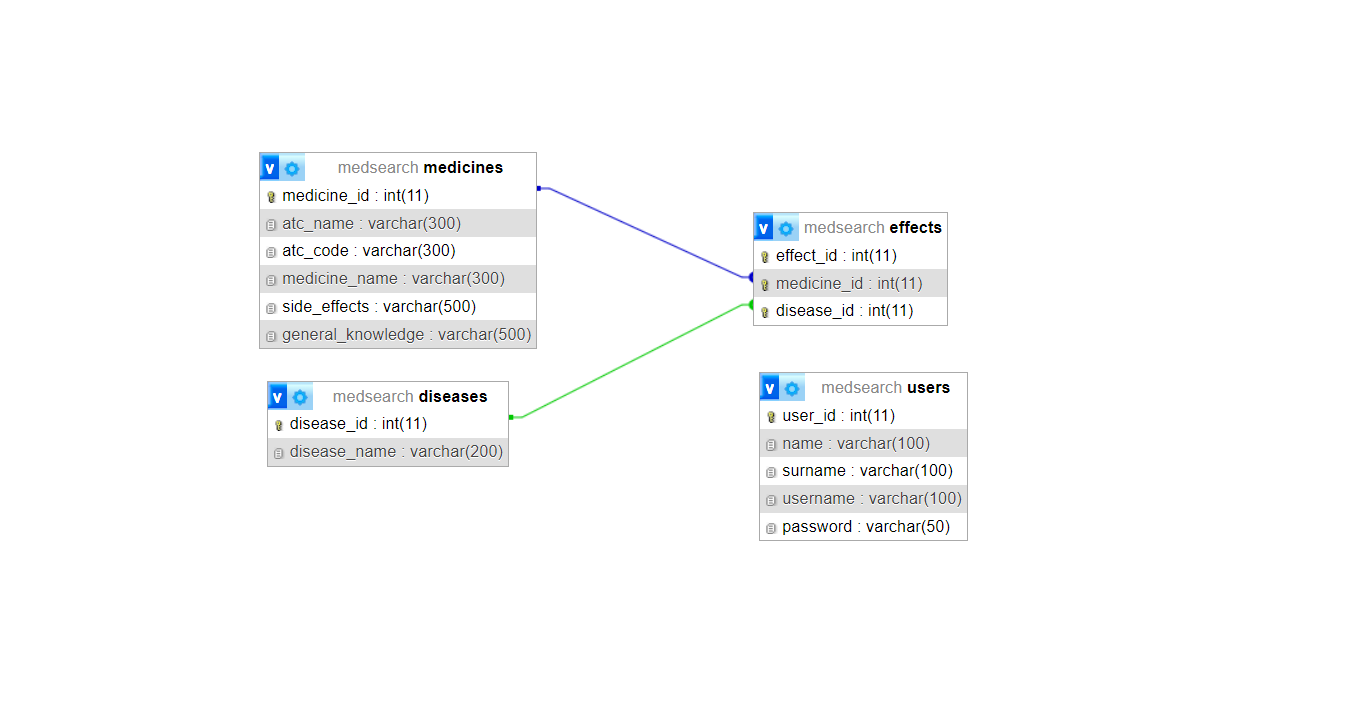 v medsearch medicines
medicine_id : int(11)
atc_name : varchar(300)
atc_code : varchar(300)
medicine_name : varchar(300)
side_effects : varchar(500)
general_knowledge : varchar(500)
v medsearch diseases
disease_id : int(11)
disease_name : varchar(200)
v medsearch effects
effect_id : int(11)
medicine_id : int(11)
disease_id : int(11)
v medsearch users
user_id : int(11)
name : varchar(100)
surname : varchar(100)
username : varchar(100)
password : varchar(50)